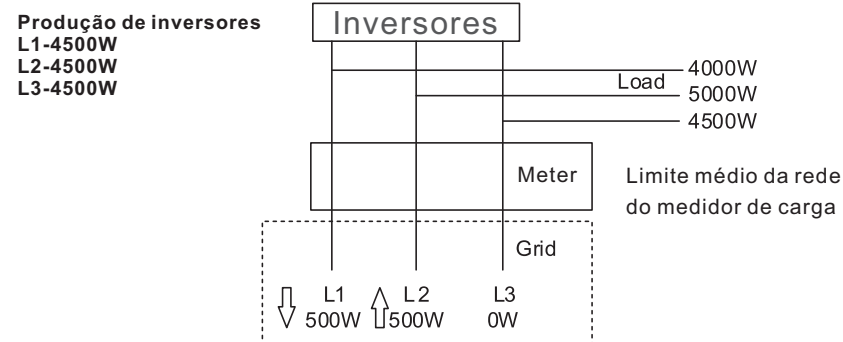 Produção de inversores
L1-4500W
L2-4500W
L3-4500W
Inversores
Load
4000W
5000W
4500W
Meter
Limite médio da rede
do medidor de carga
Grid
L1 L2 L3
500W 500W 0W